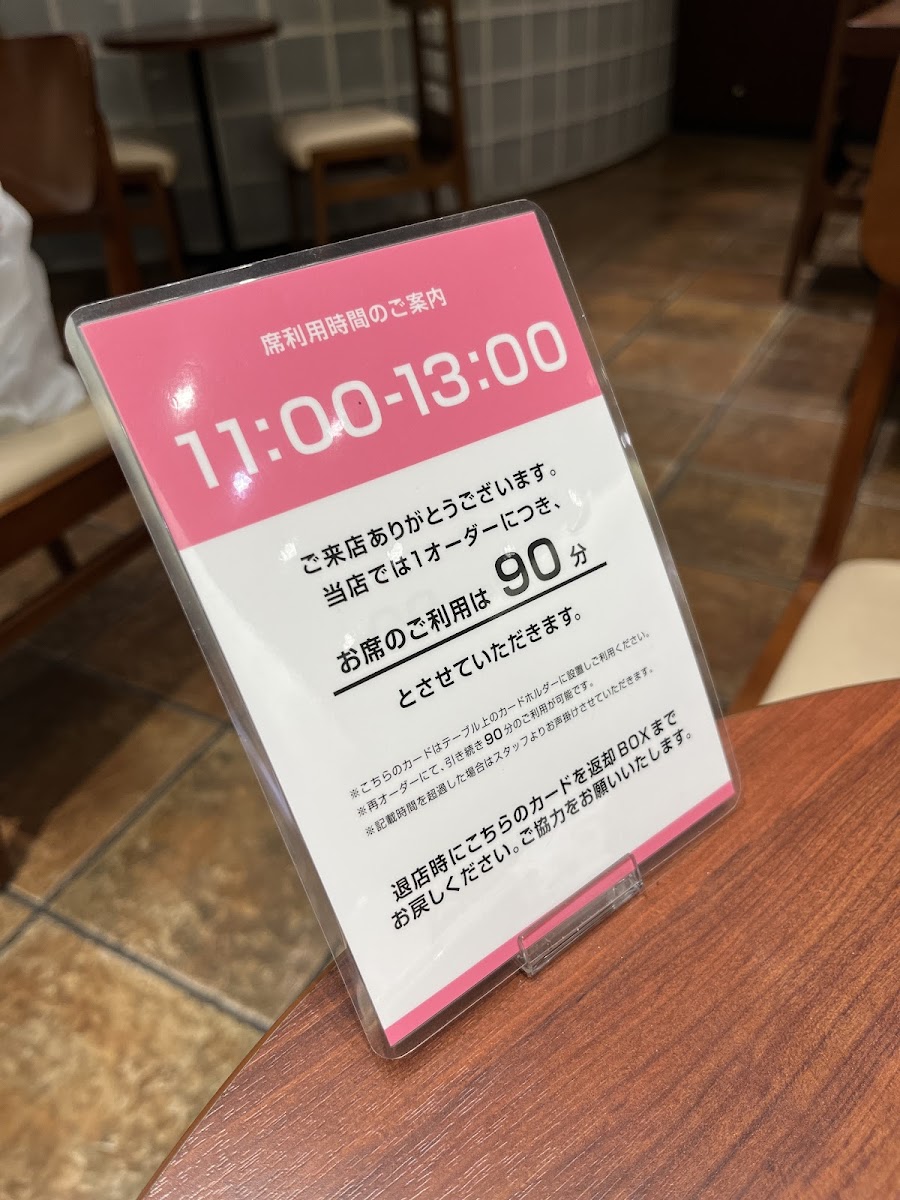 席利用時間のご案内
11:00-13:00
ご来店ありがとうございます。
当店では1オーダーにつき、
お席のご利用は 90 分
とさせていただきます。
※こちらのカードはテーブル上のカードホルダーに設置しご利用ください。
※再オーダーにて、引き続き90分のご利用が可能です。
※記載時間を超過した場合はスタッフよりお声掛けさせていただきます。
退店時にこちらのカードを返却BOXまで
お戻しください。ご協力をお願いいたします。